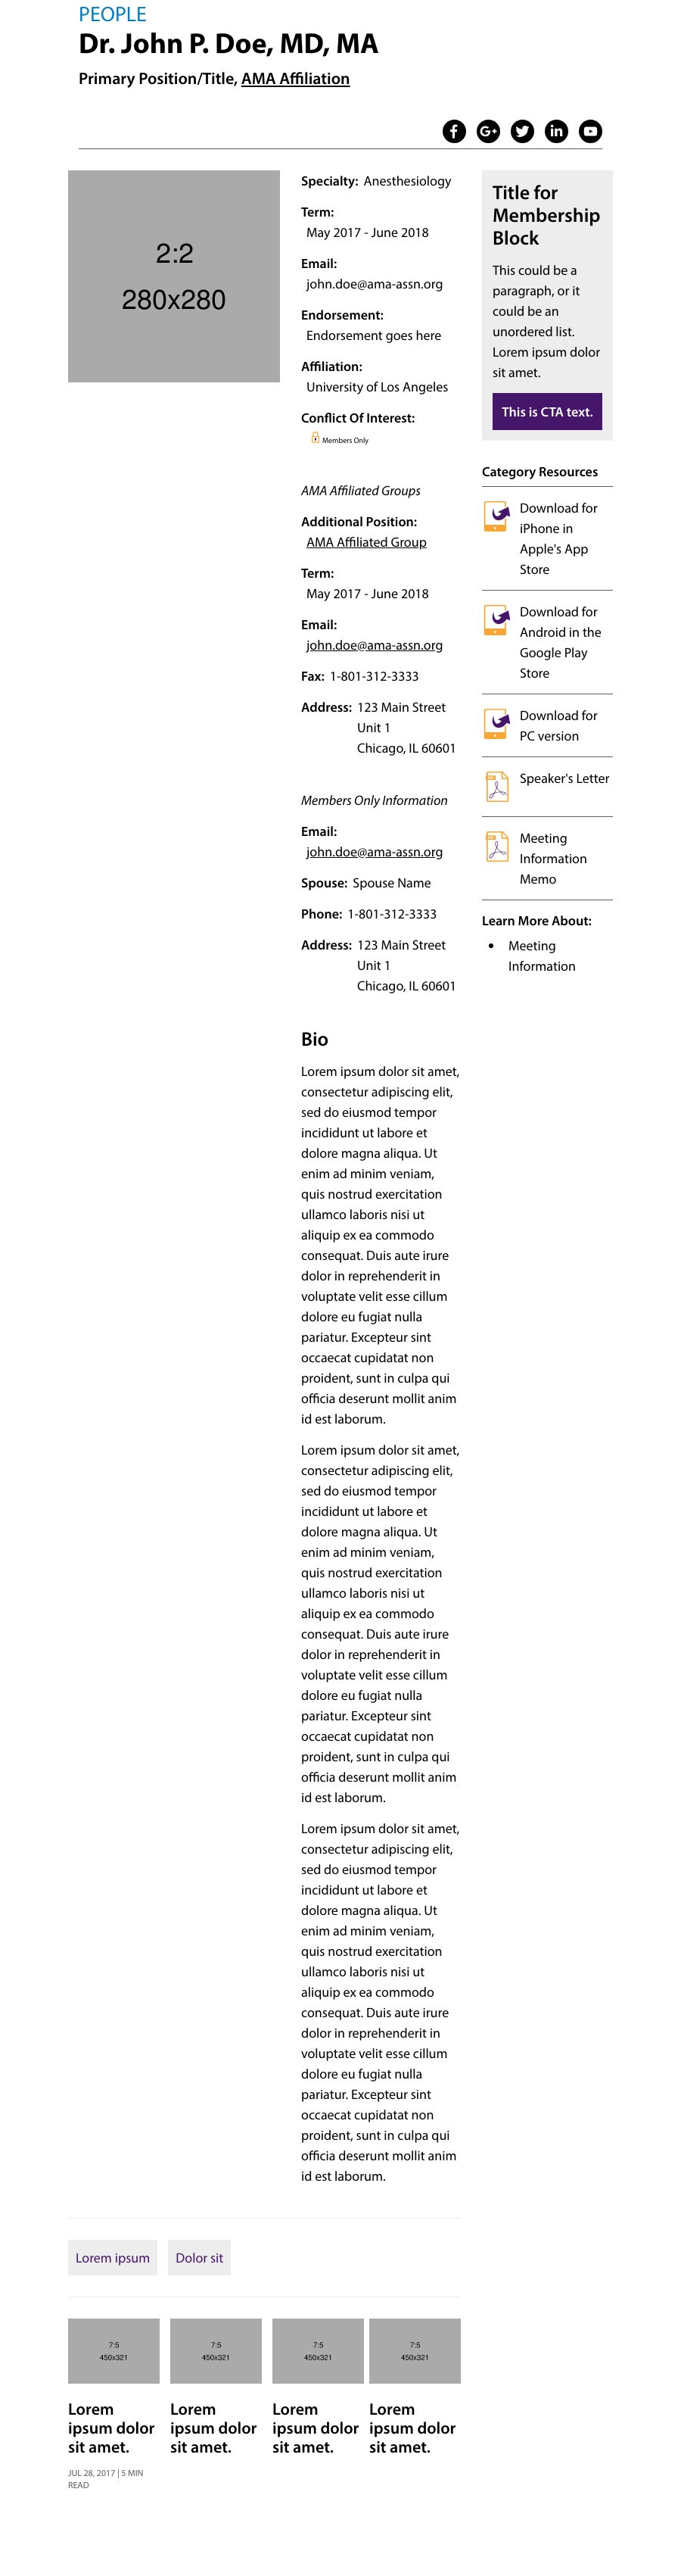 PEOPLE
Dr. John P. Doe, MD, MA
Primary Position/Title, AMA Affiliation
2:2
280x280
Specialty: Anesthesiology
Term:
May 2017 - June 2018
Email:
john.doe@ama-assn.org
Endorsement:
Endorsement goes here
Affiliation:
University of Los Angeles
Conflict Of Interest:
Members Only
AMA Affiliated Groups
Additional Position:
AMA Affiliated Group
Term:
May 2017 - June 2018
Email:
john.doe@ama-assn.org
Fax: 1-801-312-3333
Address: 123 Main Street
Unit 1
Chicago, IL 60601
Members Only Information
Email:
john.doe@ama-assn.org
Spouse: Spouse Name
Phone: 1-801-312-3333
Address: 123 Main Street
Unit 1
Chicago, IL 60601
Bio
Lorem ipsum dolor sit amet,
consectetur adipiscing elit,
sed do eiusmod tempor
incididunt ut labore et
dolore magna aliqua. Ut
enim ad minim veniam,
quis nostrud exercitation
ullamco laboris nisi ut
aliquip ex ea commodo
consequat. Duis aute irure
dolor in reprehenderit in
voluptate velit esse cillum
dolore eu fugiat nulla
pariatur. Excepteur sint
occaecat cupidatat non
proident, sunt in culpa qui
officia deserunt mollit anim
id est laborum.
Lorem ipsum dolor sit amet,
consectetur adipiscing elit,
sed do eiusmod tempor
incididunt ut labore et
dolore magna aliqua. Ut
enim ad minim veniam,
quis nostrud exercitation
ullamco laboris nisi ut
aliquip ex ea commodo
consequat. Duis aute irure
dolor in reprehenderit in
voluptate velit esse cillum
dolore eu fugiat nulla
pariatur. Excepteur sint
occaecat cupidatat non
proident, sunt in culpa qui
officia deserunt mollit anim
id est laborum.
Lorem ipsum dolor sit amet,
consectetur adipiscing elit,
sed do eiusmod tempor
incididunt ut labore et
dolore magna aliqua. Ut
enim ad minim veniam,
quis nostrud exercitation
ullamco laboris nisi ut
aliquip ex ea commodo
consequat. Duis aute irure
dolor in reprehenderit in
voluptate velit esse cillum
dolore eu fugiat nulla
pariatur. Excepteur sint
occaecat cupidatat non
proident, sunt in culpa qui
officia deserunt mollit anim
id est laborum.
Title for
Membership
Block
This could be a
paragraph, or it
could be an
unordered list.
Lorem ipsum dolor
sit amet.
This is CTA text.
Category Resources
Download for
iPhone in
Apple's App
Store
Download for
Android in the
Google Play
Store
Download for
PC version
Speaker's Letter
Meeting
Information
Memo
Learn More About:
• Meeting
Information
Lorem ipsum
Dolor sit
7:5
450x321
Lorem
ipsum dolor
sit amet.
JUL 28, 2017 | 5 MIN
READ
7:5
450x321
Lorem
ipsum dolor
sit amet.
7:5
450x321
Lorem
ipsum dolor
sit amet.
7:5
450x321
Lorem
ipsum dolor
sit amet.